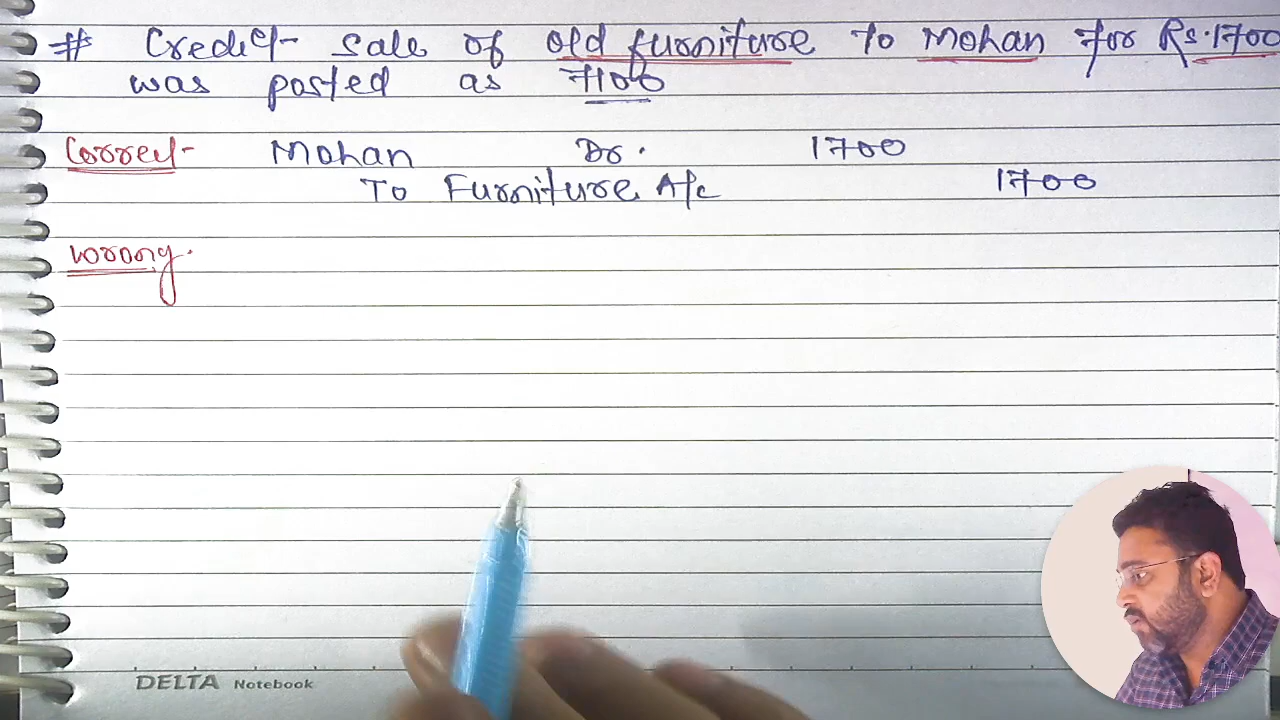 # Credit sale of old furniture to Mohan for Rs. 1700
was posted as 7100
Correct Mohan Dr. 1700
To Furniture A/c 1700
Wrong.
DELTA Notebook